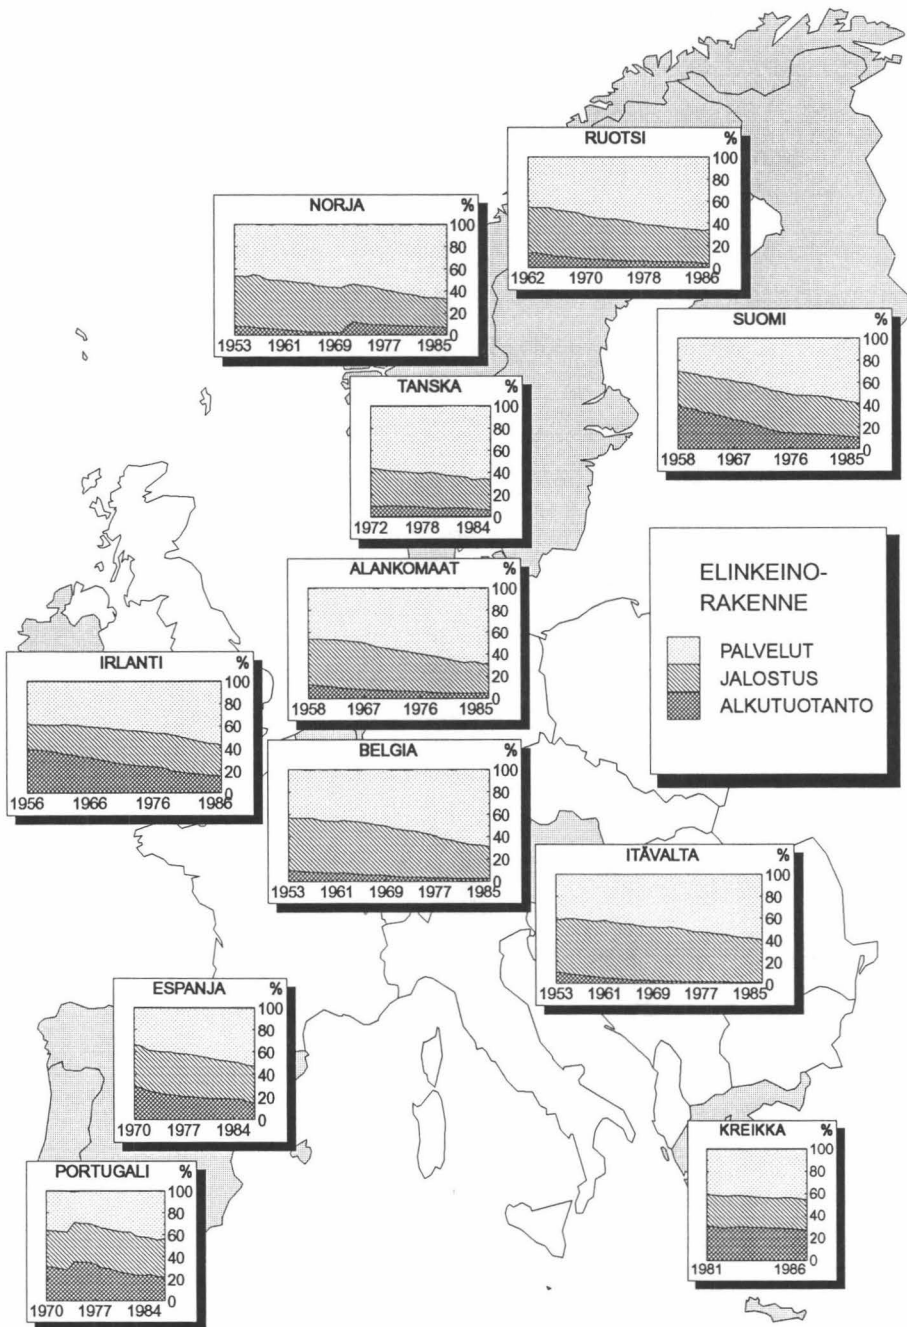 RUOTSI %
100
80
60
40
20
0
1962 1970 1978 1986
NORJA %
100
80
60
40
20
0
1953 1961 1969 1977 1985
SUOMI %
100
80
60
40
20
0
1958 1967 1976 1985
TANSKA %
100
80
60
40
20
0
1972 1978 1984
ELINKEINO-
RAKENNE
PALVELUT
JALOSTUS
ALKUTUOTANTO
ALANKOMAAT %
100
80
60
40
20
0
1958 1967 1976 1985
IRLANTI %
100
80
60
40
20
0
1956 1966 1976 1986
BELGIA %
100
80
60
40
20
0
1953 1961 1969 1977 1985
ITÄVALTA %
100
80
60
40
20
0
1953 1961 1969 1977 1985
ESPANJA %
100
80
60
40
20
0
1970 1977 1984
KREIKKA %
100
80
60
40
20
0
1981 1986
PORTUGALI %
100
80
60
40
20
0
1970 1977 1984